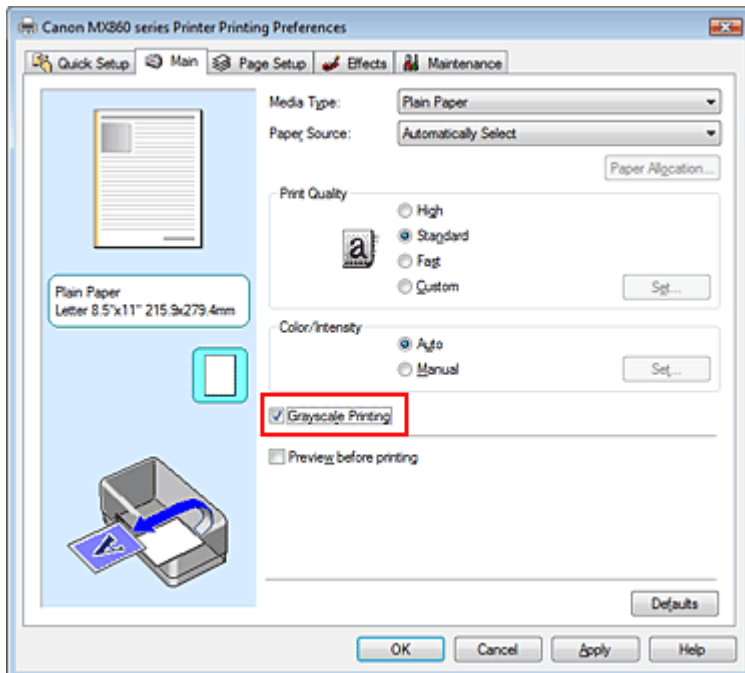 Canon MX860 series Printer Printing Preferences
Quick Setup Main Page Setup Effects Maintenance
Media Type: Plain Paper
Paper Source: Automatically Select
Paper Allocation...
Print Quality
High
a Standard
Fast
Custom Set...
Plain Paper
Letter 8.5"x11" 215.9x279.4mm
Color/Intensity
Auto
Manual Set...
Grayscale Printing
Preview before printing
A
Defaults
OK Cancel Apply Help